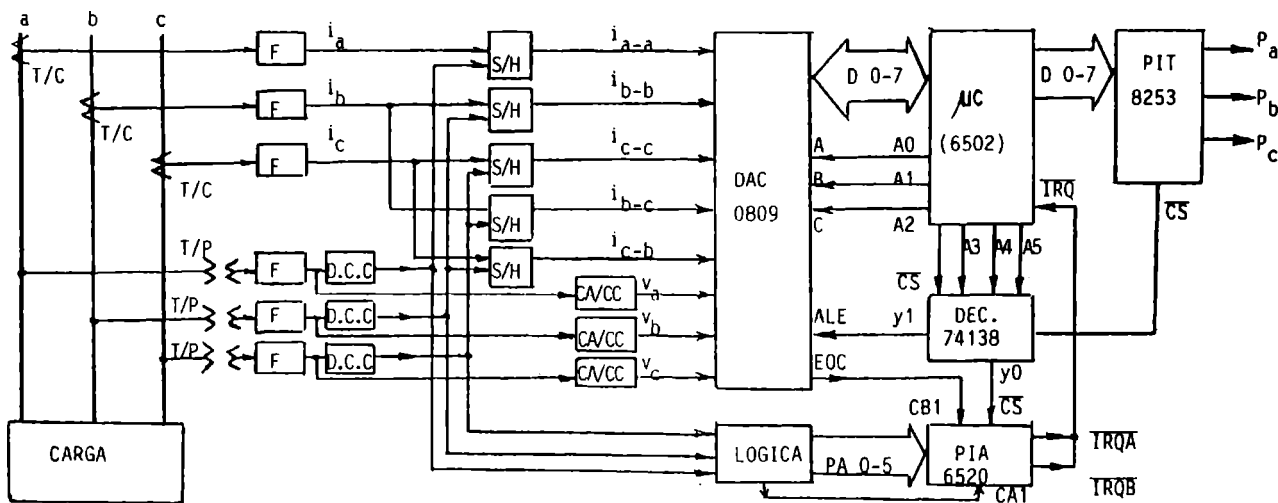 a b c
T/C
T/C
T/C
F
F
F
i_a
i_b
i_c
S/H
S/H
S/H
S/H
S/H
i_a-a
i_b-b
i_c-c
i_b-c
i_c-b
T/P
T/P
T/P
F
F
F
D.C.C
D.C.C
D.C.C
CA/CC
CA/CC
CA/CC
v_a
v_b
v_c
DAC
0809
D 0-7
A
B
C
A0
A1
A2
ALE
EOC
μC
(6502)
IRQ
CS
A3 A4 A5
D 0-7
PIT
8253
P_a
P_b
P_c
CS
y1
DEC.
74138
y0
CS
CB1
PIA
6520
CA1
IRQA
IRQB
LOGICA
PA 0-5
CARGA